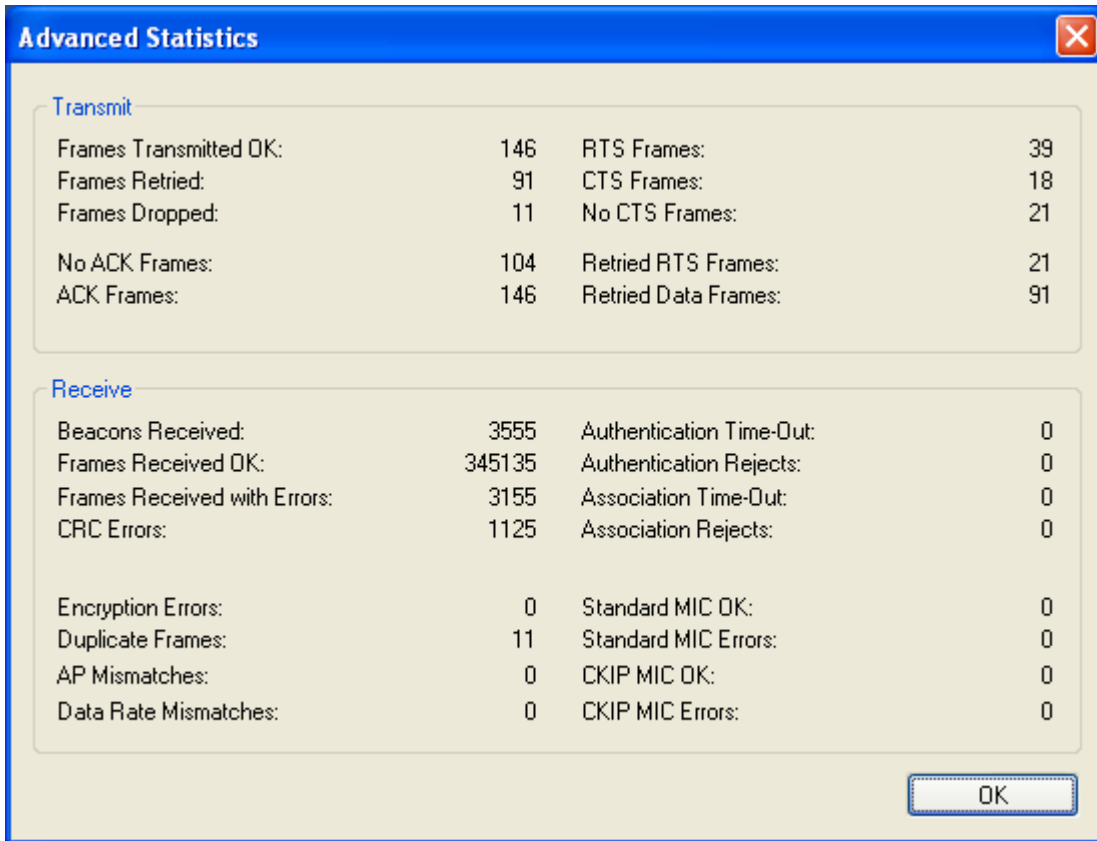 Advanced Statistics
Transmit
Frames Transmitted OK: 146 RTS Frames: 39
Frames Retried: 91 CTS Frames: 18
Frames Dropped: 11 No CTS Frames: 21
No ACK Frames: 104 Retried RTS Frames: 21
ACK Frames: 146 Retried Data Frames: 91
Receive
Beacons Received: 3555 Authentication Time-Out: 0
Frames Received OK: 345135 Authentication Rejects: 0
Frames Received with Errors: 3155 Association Time-Out: 0
CRC Errors: 1125 Association Rejects: 0
Encryption Errors: 0 Standard MIC OK: 0
Duplicate Frames: 11 Standard MIC Errors: 0
AP Mismatches: 0 CKIP MIC OK: 0
Data Rate Mismatches: 0 CKIP MIC Errors: 0
OK